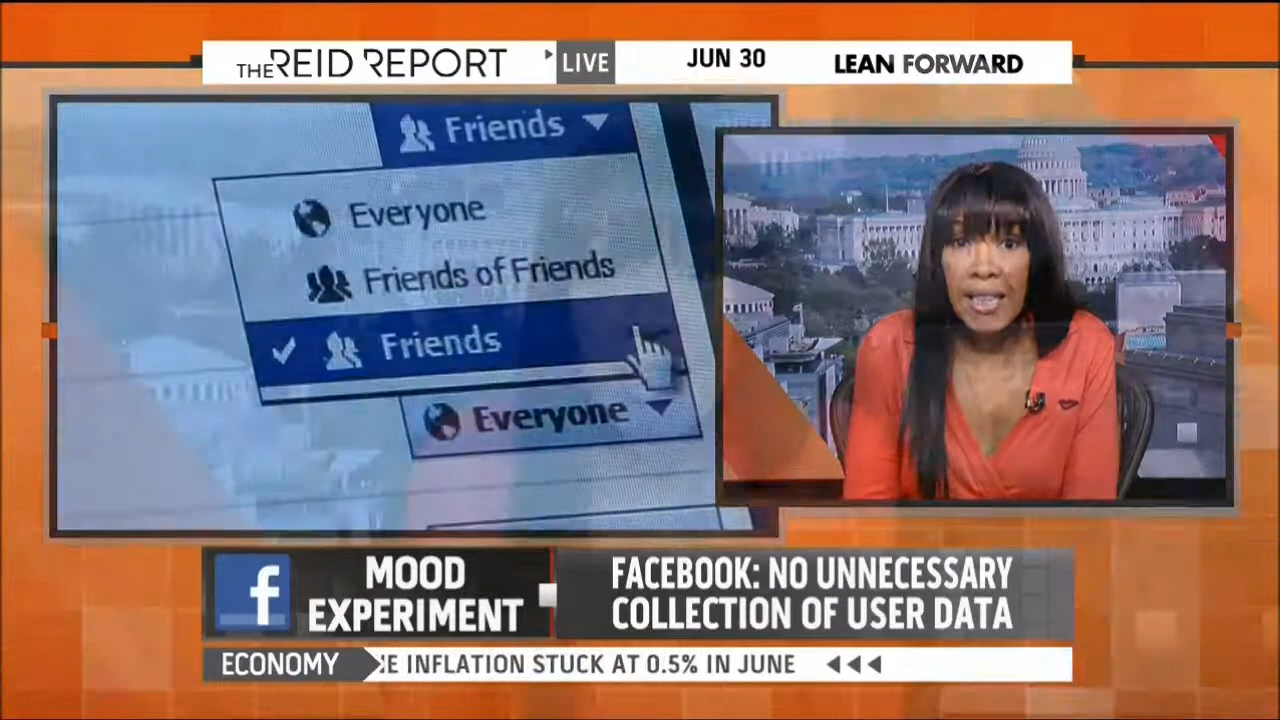 THE REID REPORT
LIVE
JUN 30
LEAN FORWARD
Friends
Everyone
Friends of Friends
Friends
Everyone
f
MOOD
EXPERIMENT
FACEBOOK: NO UNNECESSARY
COLLECTION OF USER DATA
ECONOMY
INFLATION STUCK AT 0.5% IN JUNE